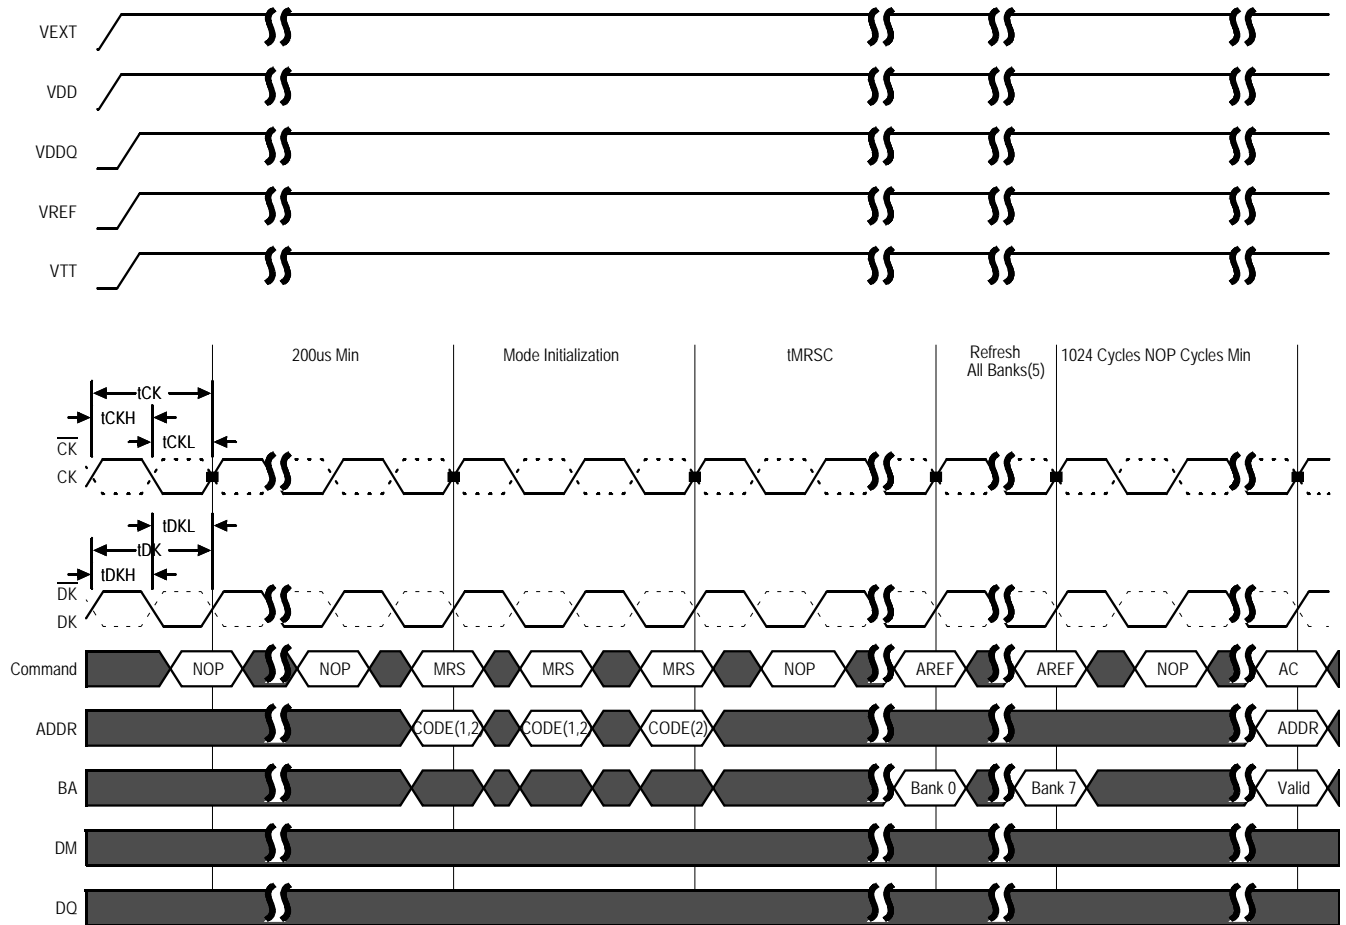 VEXT
VDD
VDDQ
VREF
VTT
200us Min
Mode Initialization
tMRSC
Refresh
All Banks(5)
1024 Cycles NOP Cycles Min
tCK
tCKH
tCKL
CK
CK
tDKL
tDK
tDKH
DK
DK
Command NOP NOP MRS MRS MRS NOP AREF AREF NOP AC
ADDR CODE(1,2) CODE(1,2) CODE(2) ADDR
BA Bank 0 Bank 7 Valid
DM
DQ